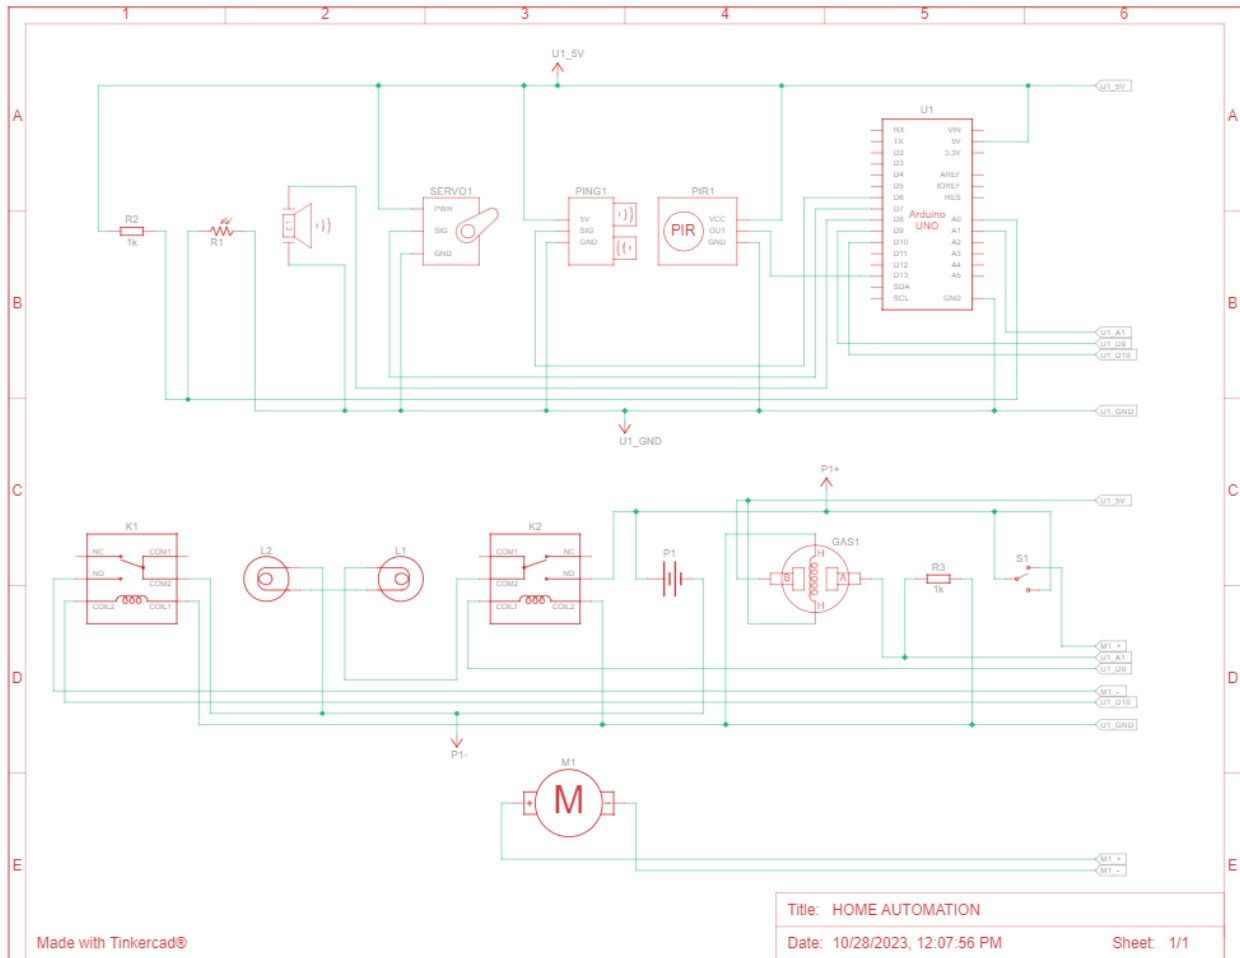 1 2 3 4 5 6
U1_5V
U1_5V
A A
U1
RX VIN
TX 5V
D2 3.3V
D3
D4 AREF
D5 IOREF
D6 RES
D7
D8 A0
D9 A1
D10 A2
D11 A3
D12 A4
D13 A5
SDA
SCL GND
Arduino
UNO
SERVO1
PWR
SIG
GND
PING1
5V
SIG
GND
PIR1
PIR
VCC
OUT
GND
R2
1k
R1
B B
U1_A1
U1_D9
U1_D10
U1_GND
U1_GND
P1+
C C
U1_5V
K1
NC COM1
NO COM2
COIL2 COIL1
L2
L1
K2
COM1 NC
COM2 NO
COIL1 COIL2
P1
GAS1
H
B A
H
R3
1k
S1
M1_+
U1_A1
U1_D9
D D
M1_-
U1_D10
U1_GND
P1-
M1
+ M -
M1_+
M1_-
E E
Title: HOME AUTOMATION
Made with Tinkercad®
Date: 10/28/2023, 12:07:56 PM Sheet: 1/1